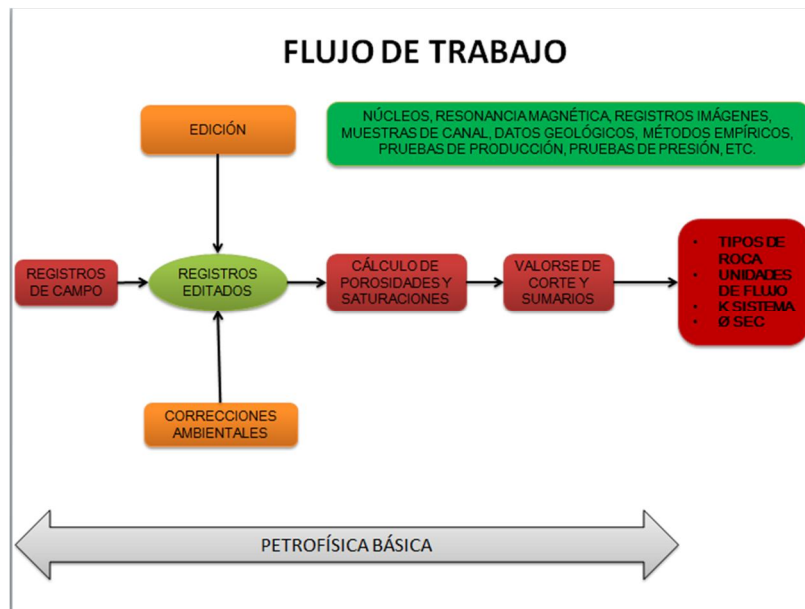 FLUJO DE TRABAJO
EDICIÓN
NÚCLEOS, RESONANCIA MAGNÉTICA, REGISTROS IMÁGENES,
MUESTRAS DE CANAL, DATOS GEOLÓGICOS, MÉTODOS EMPÍRICOS,
PRUEBAS DE PRODUCCIÓN, PRUEBAS DE PRESIÓN, ETC.
REGISTROS
DE CAMPO
REGISTROS
EDITADOS
CÁLCULO DE
POROSIDADES Y
SATURACIONES
VALORSE DE
CORTE Y
SUMARIOS
• TIPOS DE
ROCA
• UNIDADES
DE FLUJO
• K SISTEMA
• Ø SEC
CORRECCIONES
AMBIENTALES
PETROFÍSICA BÁSICA